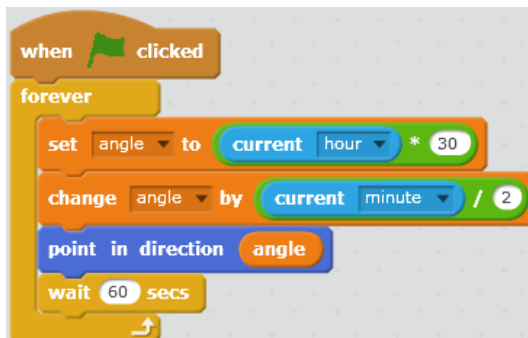 when clicked
forever
set angle to current hour * 30
change angle by current minute / 2
point in direction angle
wait 60 secs